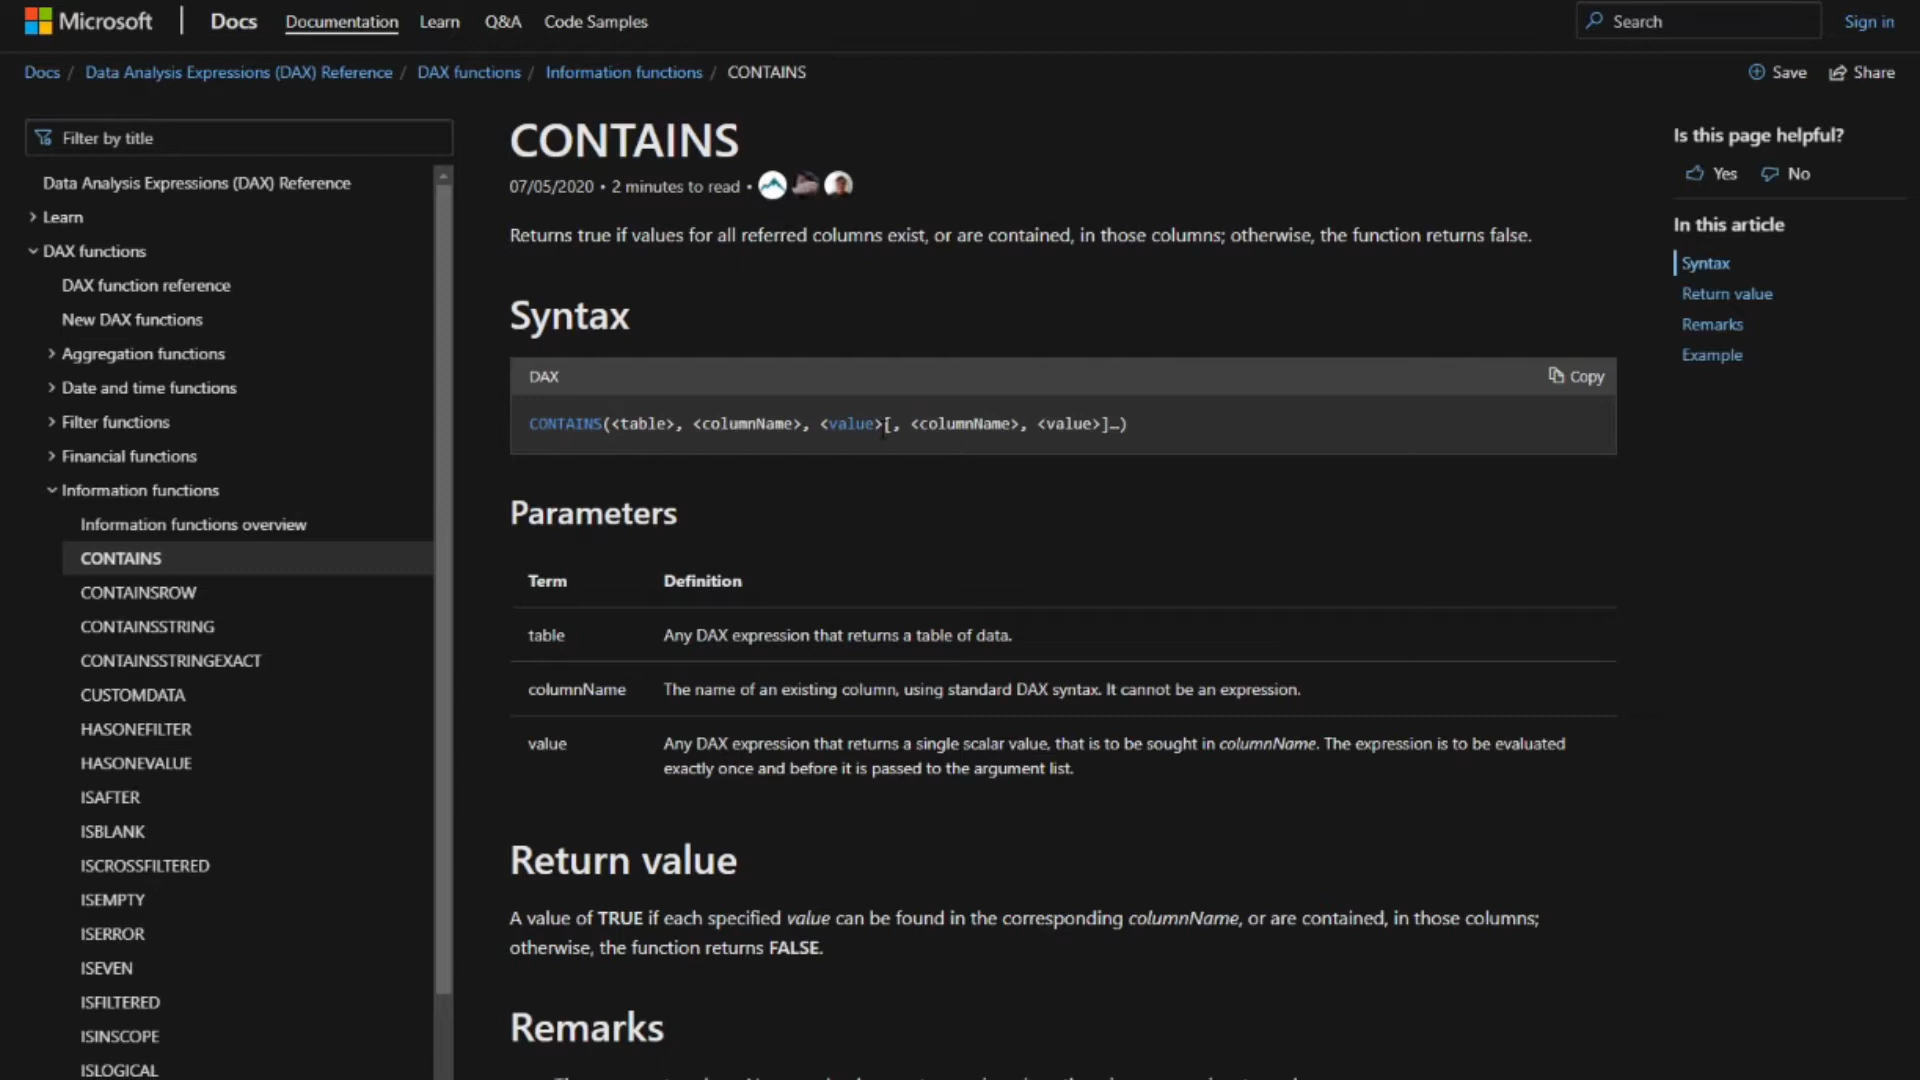 Microsoft | Docs Documentation Learn Q&A Code Samples Search Sign in
Docs / Data Analysis Expressions (DAX) Reference / DAX functions / Information functions / CONTAINS Save Share
Filter by title
Data Analysis Expressions (DAX) Reference
Learn
DAX functions
DAX function reference
New DAX functions
Aggregation functions
Date and time functions
Filter functions
Financial functions
Information functions
Information functions overview
CONTAINS
CONTAINSROW
CONTAINSSTRING
CONTAINSSTRINGEXACT
CUSTOMDATA
HASONEFILTER
HASONEVALUE
ISAFTER
ISBLANK
ISCROSSFILTERED
ISEMPTY
ISERROR
ISEVEN
ISFILTERED
ISINSCOPE
ISLOGICAL
CONTAINS
07/05/2020 • 2 minutes to read •
Returns true if values for all referred columns exist, or are contained, in those columns; otherwise, the function returns false.
Syntax
DAX Copy
CONTAINS(<table>, <columnName>, <value>[, <columnName>, <value>]…)
Parameters
Term Definition
table Any DAX expression that returns a table of data.
columnName The name of an existing column, using standard DAX syntax. It cannot be an expression.
value Any DAX expression that returns a single scalar value, that is to be sought in columnName. The expression is to be evaluated
exactly once and before it is passed to the argument list.
Return value
A value of TRUE if each specified value can be found in the corresponding columnName, or are contained, in those columns;
otherwise, the function returns FALSE.
Remarks
Is this page helpful?
Yes No
In this article
Syntax
Return value
Remarks
Example